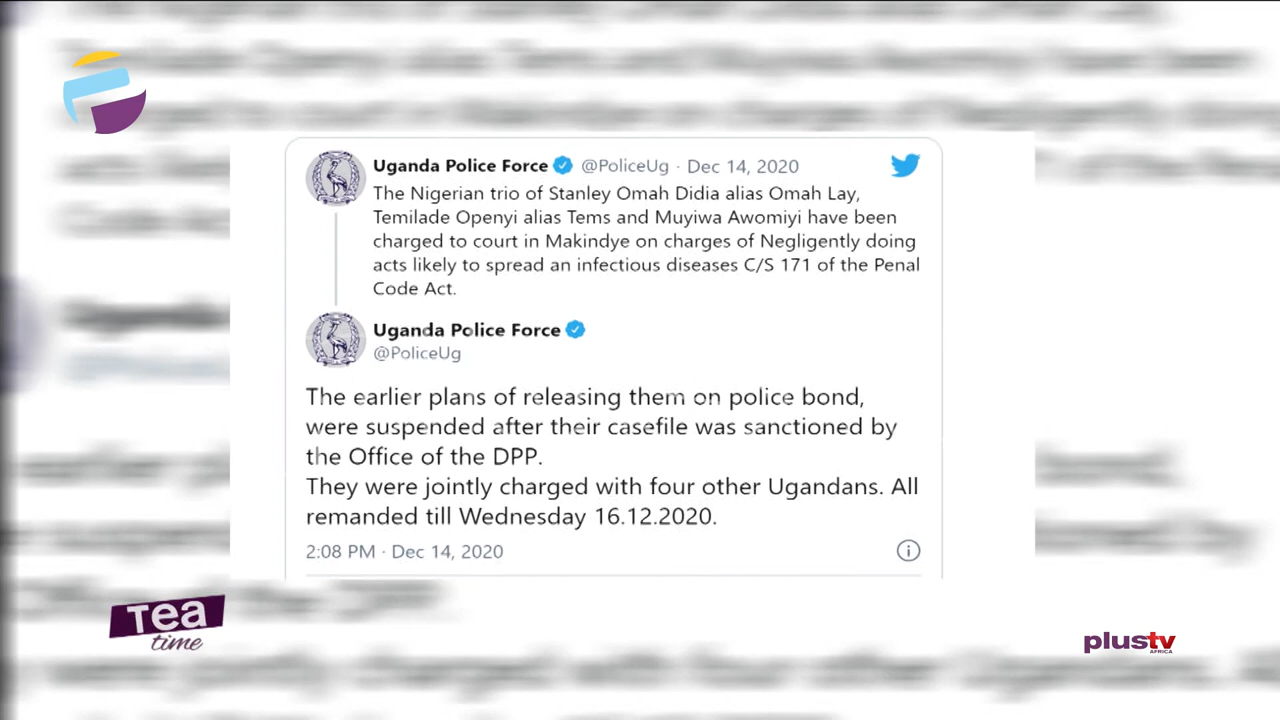 Uganda Police Force @PoliceUg · Dec 14, 2020
The Nigerian trio of Stanley Omah Didia alias Omah Lay,
Temilade Openyi alias Tems and Muyiwa Awomiyi have been
charged to court in Makindye on charges of Negligently doing
acts likely to spread an infectious diseases C/S 171 of the Penal
Code Act.
Uganda Police Force
@PoliceUg
The earlier plans of releasing them on police bond,
were suspended after their casefile was sanctioned by
the Office of the DPP.
They were jointly charged with four other Ugandans. All
remanded till Wednesday 16.12.2020.
2:08 PM · Dec 14, 2020
Tea
time
plustv
AFRICA